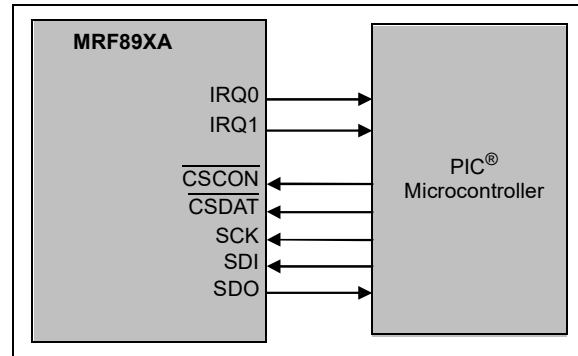 MRF89XA
IRQ0
IRQ1
CSCON
CSDAT
SCK
SDI
SDO
PIC®
Microcontroller